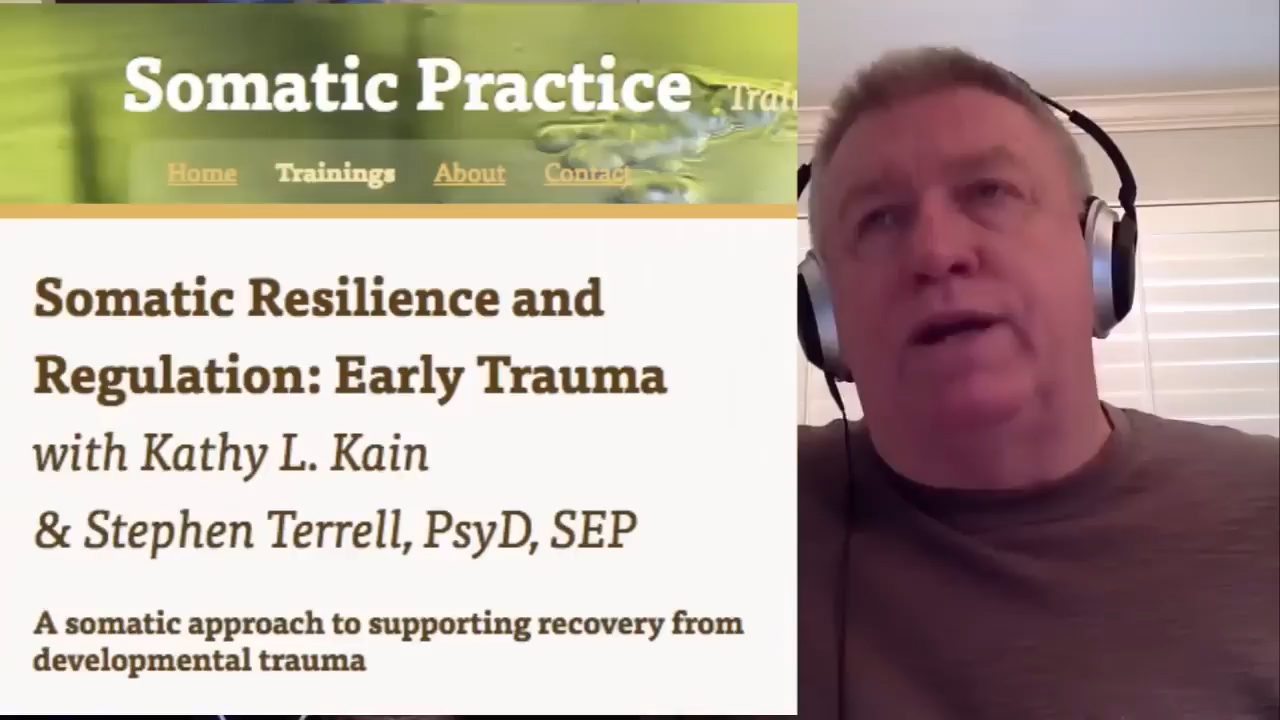 Somatic Practice
Home Trainings About Contact
Somatic Resilience and
Regulation: Early Trauma
with Kathy L. Kain
& Stephen Terrell, PsyD, SEP
A somatic approach to supporting recovery from
developmental trauma